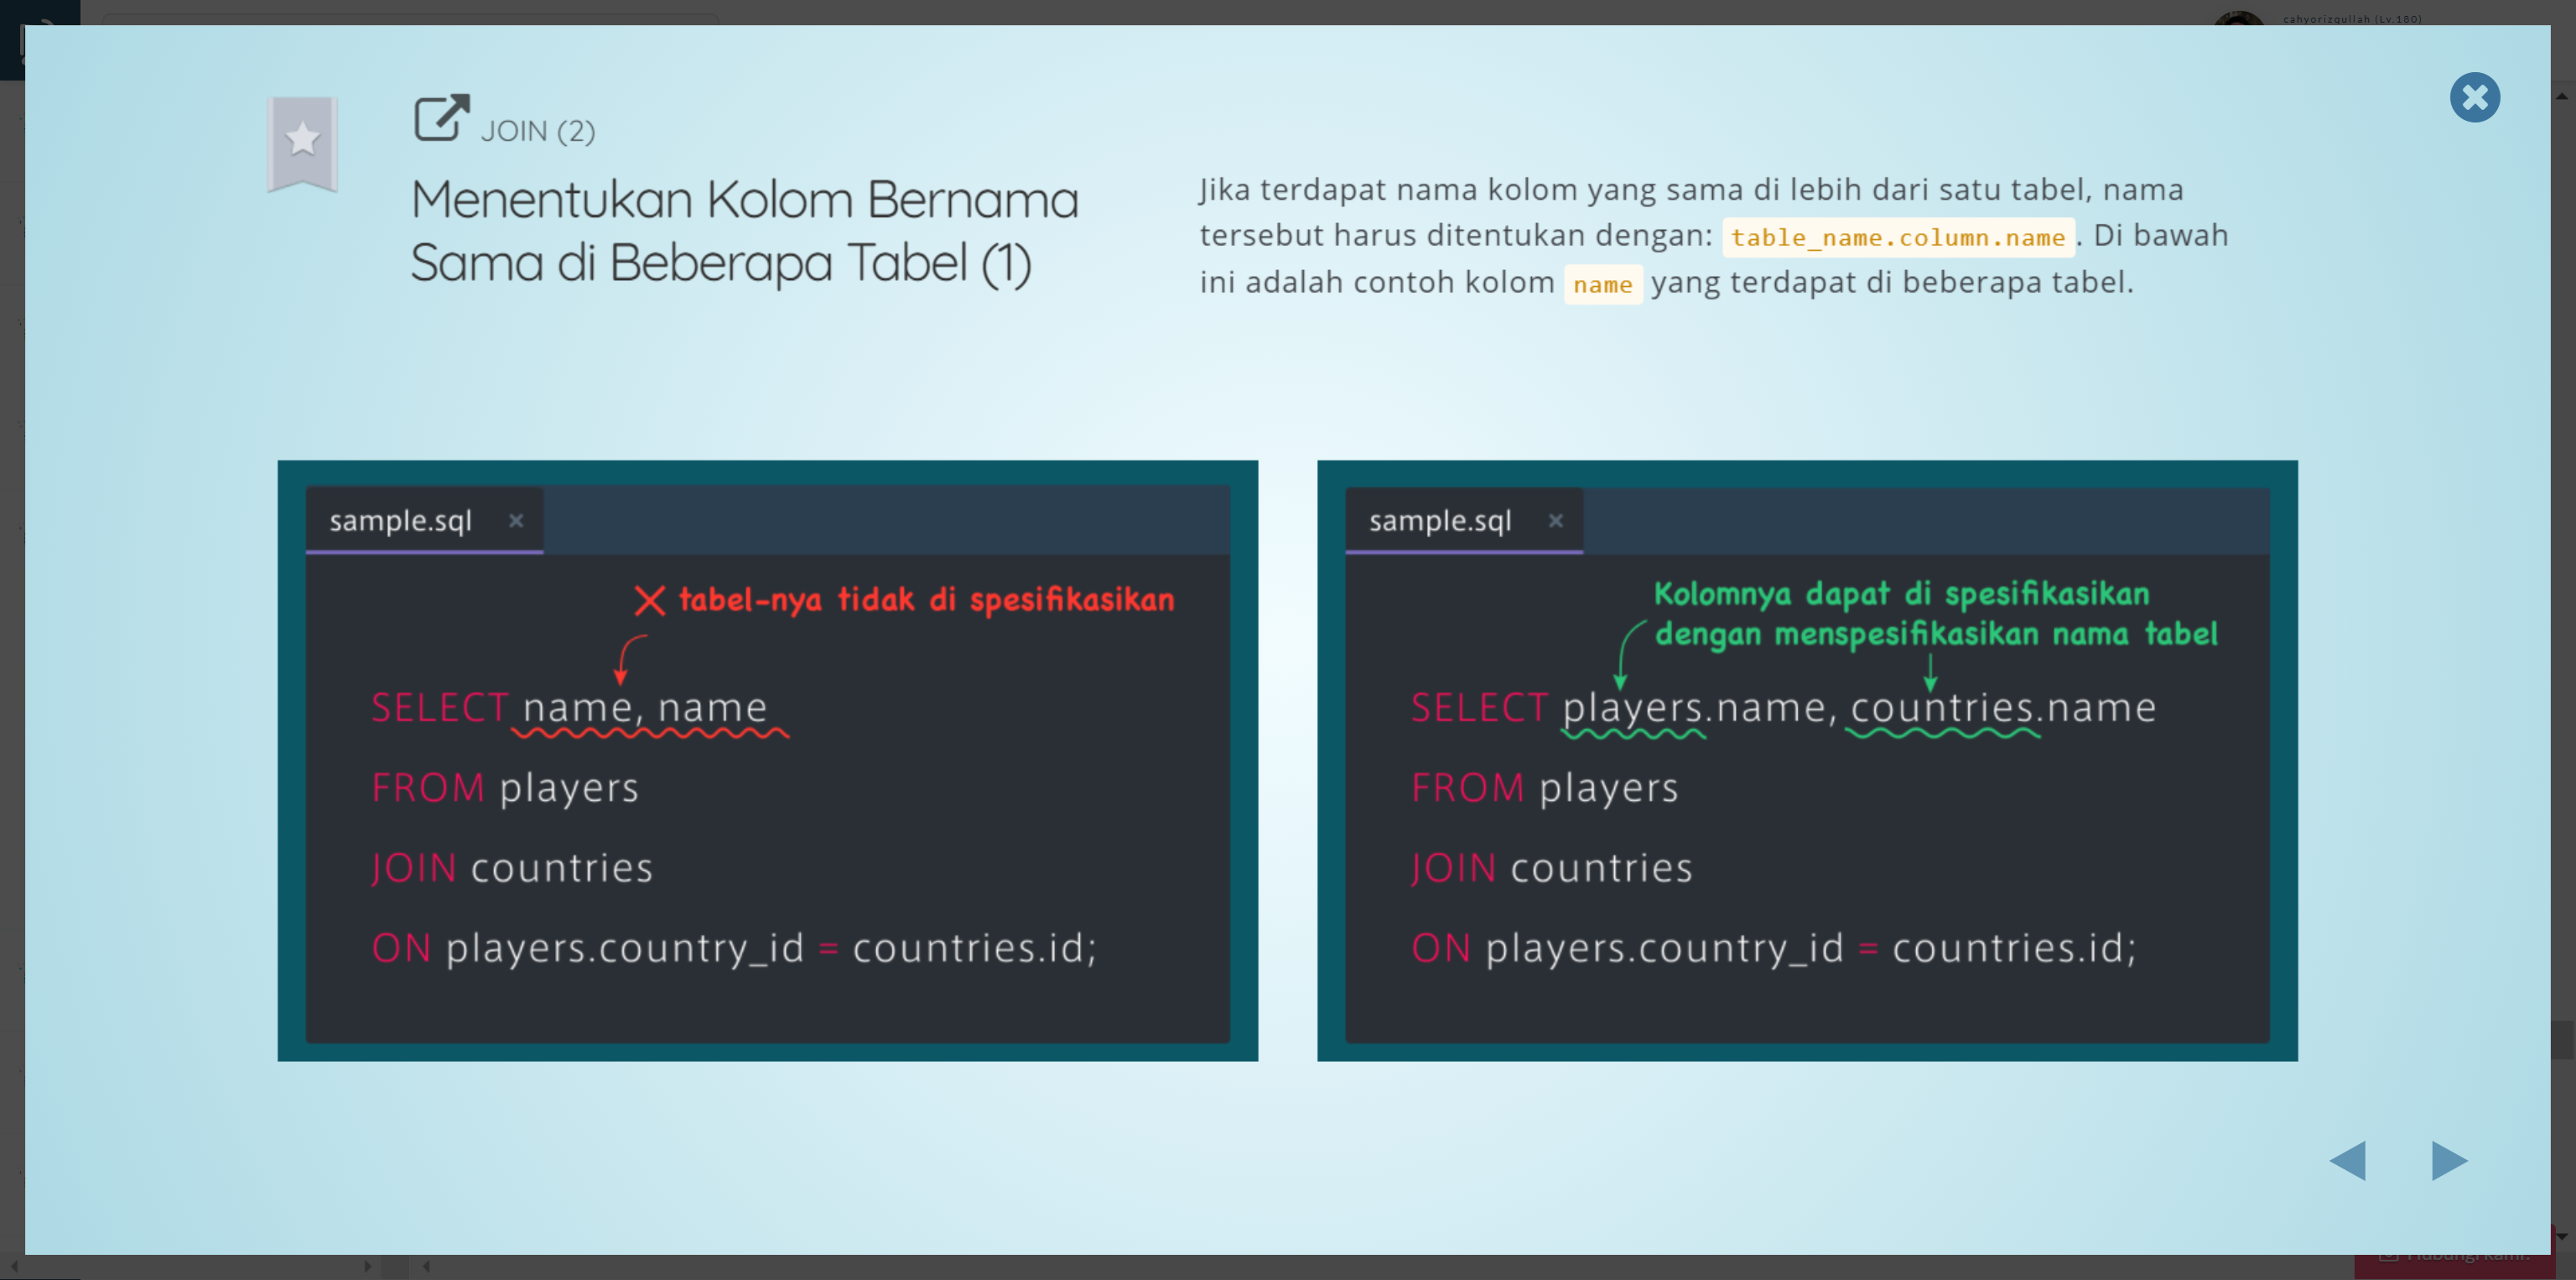 cahyorizqullah (Lv.180)
JOIN (2)
Menentukan Kolom Bernama
Sama di Beberapa Tabel (1)
Jika terdapat nama kolom yang sama di lebih dari satu tabel, nama
tersebut harus ditentukan dengan: table_name.column.name . Di bawah
ini adalah contoh kolom name yang terdapat di beberapa tabel.
sample.sql ×
tabel-nya tidak di spesifikasikan
SELECT name, name
FROM players
JOIN countries
ON players.country_id = countries.id;
sample.sql ×
Kolomnya dapat di spesifikasikan
dengan menspesifikasikan nama tabel
SELECT players.name, countries.name
FROM players
JOIN countries
ON players.country_id = countries.id;
Hubungi kami!